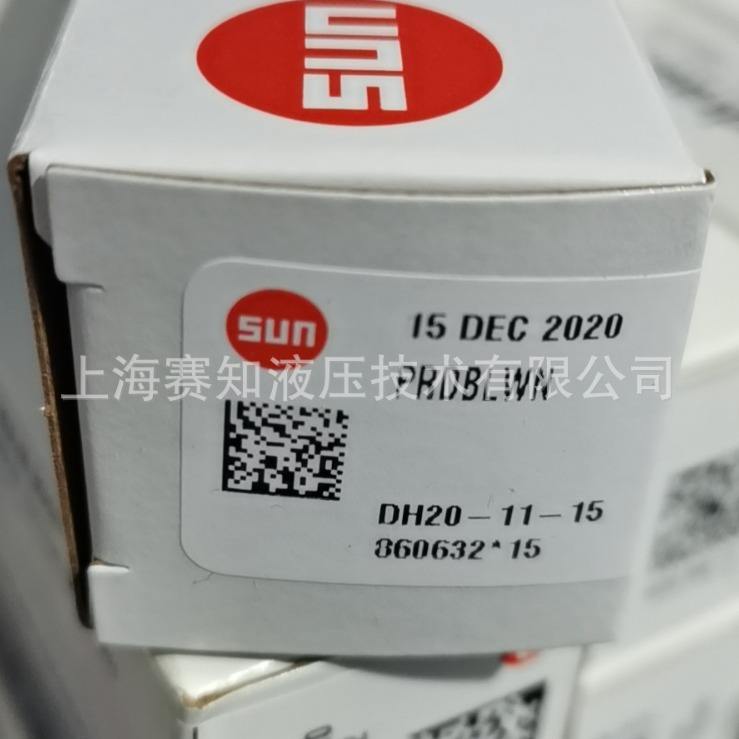 sun
sun
15 DEC 2020
上海赛知液压技术有限公司
PRDBLWN
DH20-11-15
860632*15